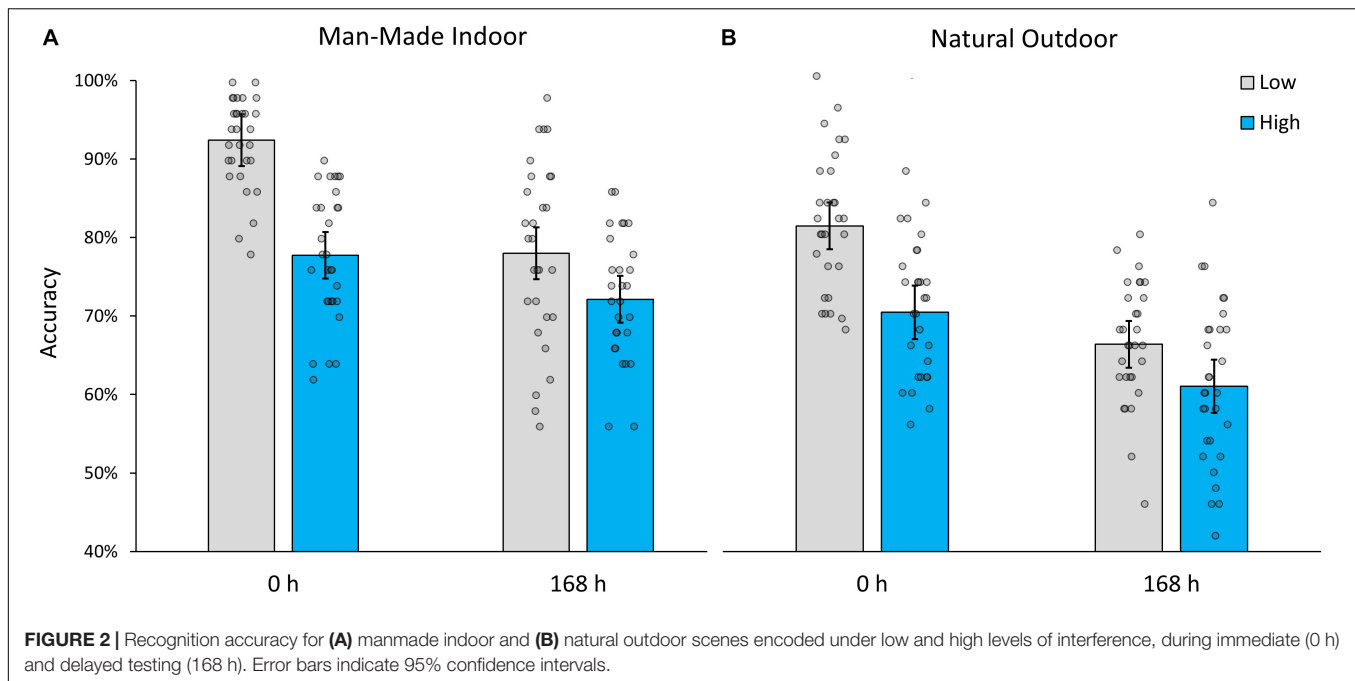 A
Man-Made Indoor
B
Natural Outdoor
Low
High
Accuracy
100%
90%
80%
70%
60%
50%
40%
0 h
168 h
0 h
168 h
FIGURE 2 | Recognition accuracy for (A) manmade indoor and (B) natural outdoor scenes encoded under low and high levels of interference, during immediate (0 h)
and delayed testing (168 h). Error bars indicate 95% confidence intervals.